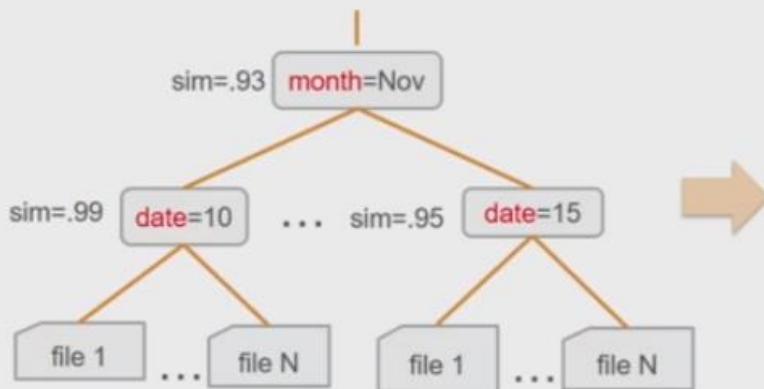 sim=.93 month=Nov
sim=.99 date=10 ... sim=.95 date=15
file 1 ... file N file 1 ... file N